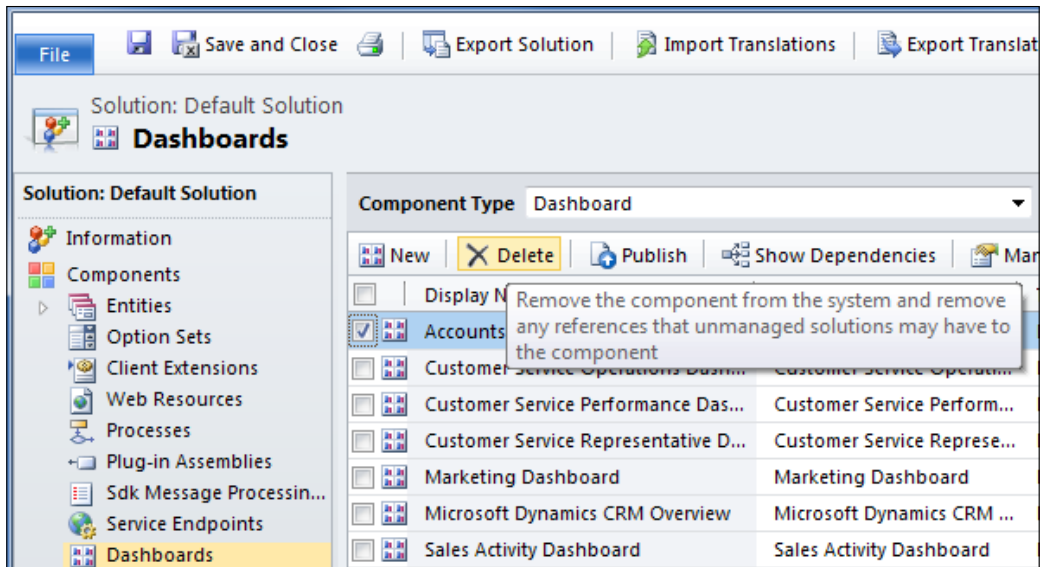 File Save and Close Export Solution Import Translations Export Translat
Solution: Default Solution
Dashboards
Solution: Default Solution
Information
Components
Entities
Option Sets
Client Extensions
Web Resources
Processes
Plug-in Assemblies
Sdk Message Processin...
Service Endpoints
Dashboards
Component Type Dashboard
New Delete Publish Show Dependencies Man
Display N
Remove the component from the system and remove
any references that unmanaged solutions may have to
the component
Accounts
Customer Service Operations Dash... Customer Service Operati...
Customer Service Performance Das... Customer Service Perform...
Customer Service Representative D... Customer Service Represe...
Marketing Dashboard Marketing Dashboard
Microsoft Dynamics CRM Overview Microsoft Dynamics CRM ...
Sales Activity Dashboard Sales Activity Dashboard